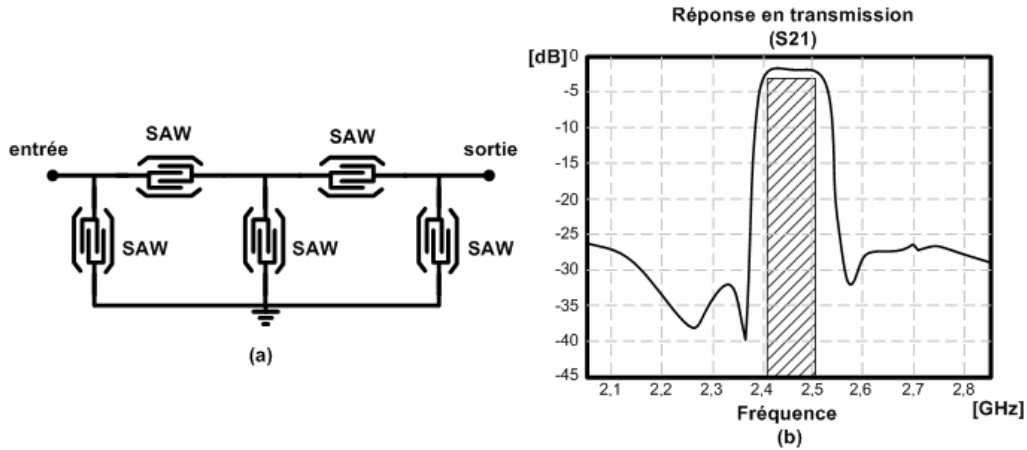 entrée
SAW
SAW
sortie
SAW
SAW
SAW
(a)
Réponse en transmission
(S21)
[dB]
0
-5
-10
-15
-20
-25
-30
-35
-40
-45
2,1 2,2 2,3 2,4 2,5 2,6 2,7 2,8
[GHz]
Fréquence
(b)